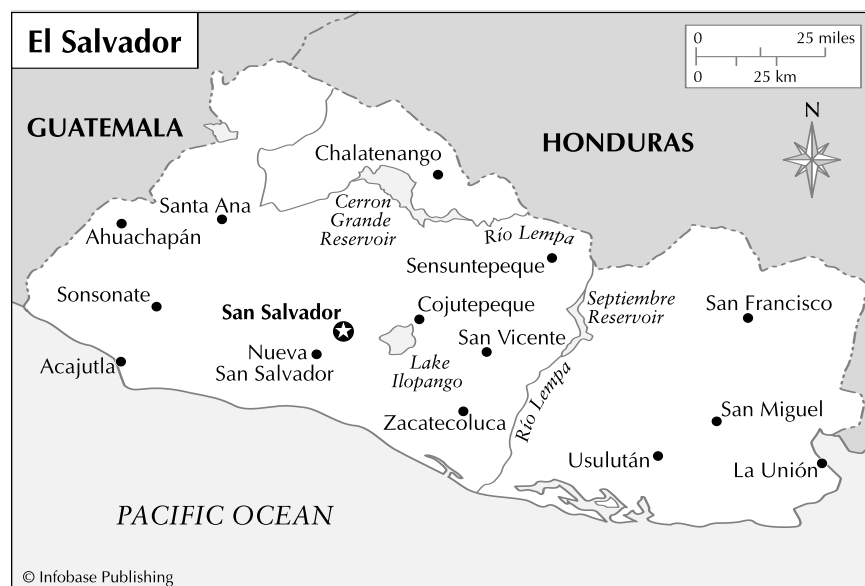 El Salvador
0 25 miles
0 25 km
N
GUATEMALA
HONDURAS
Chalatenango
Cerron
Grande
Reservoir
Santa Ana
Ahuachapán
Río Lempa
Sensuntepeque
Sonsonate
San Salvador
Cojutepeque
Septiembre
Reservoir
San Francisco
San Vicente
Nueva
San Salvador
Lake
Ilopango
Acajutla
Río Lempa
Zacatecoluca
San Miguel
Usulután
La Unión
PACIFIC OCEAN
© Infobase Publishing